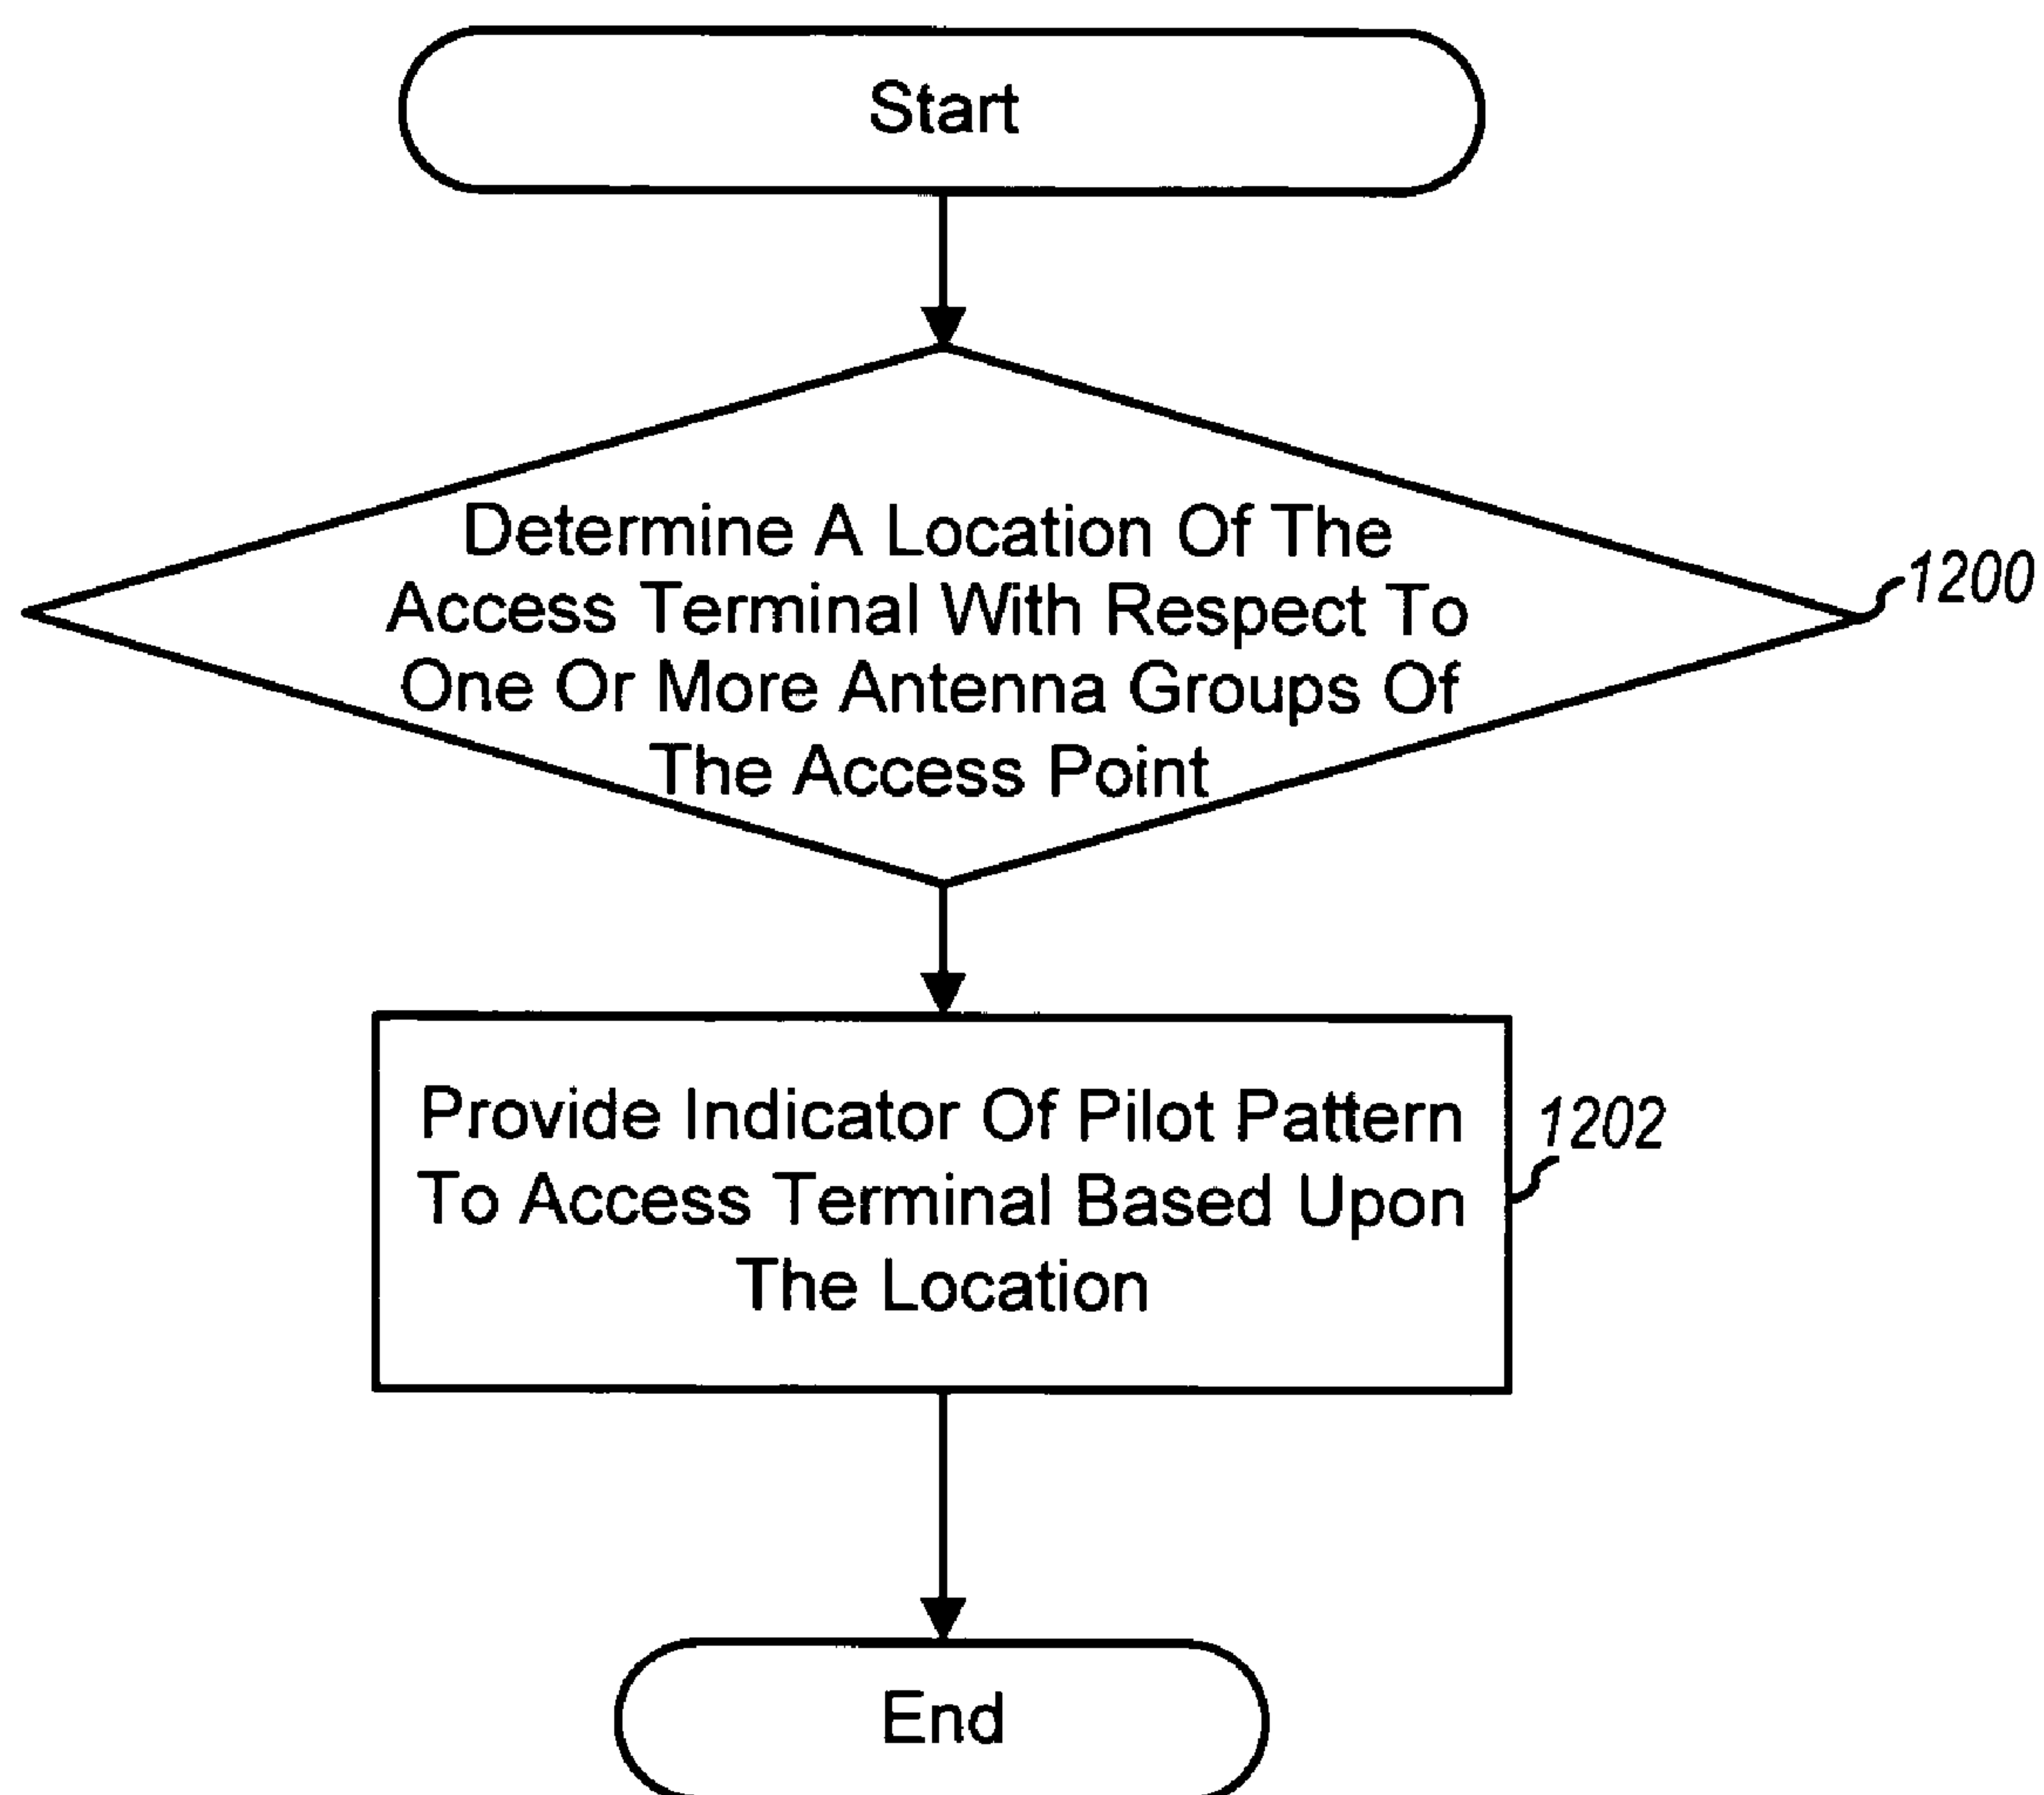 Start
Determine A Location Of The
Access Terminal With Respect To
One Or More Antenna Groups Of
The Access Point
1200
Provide Indicator Of Pilot Pattern
To Access Terminal Based Upon
The Location
1202
End